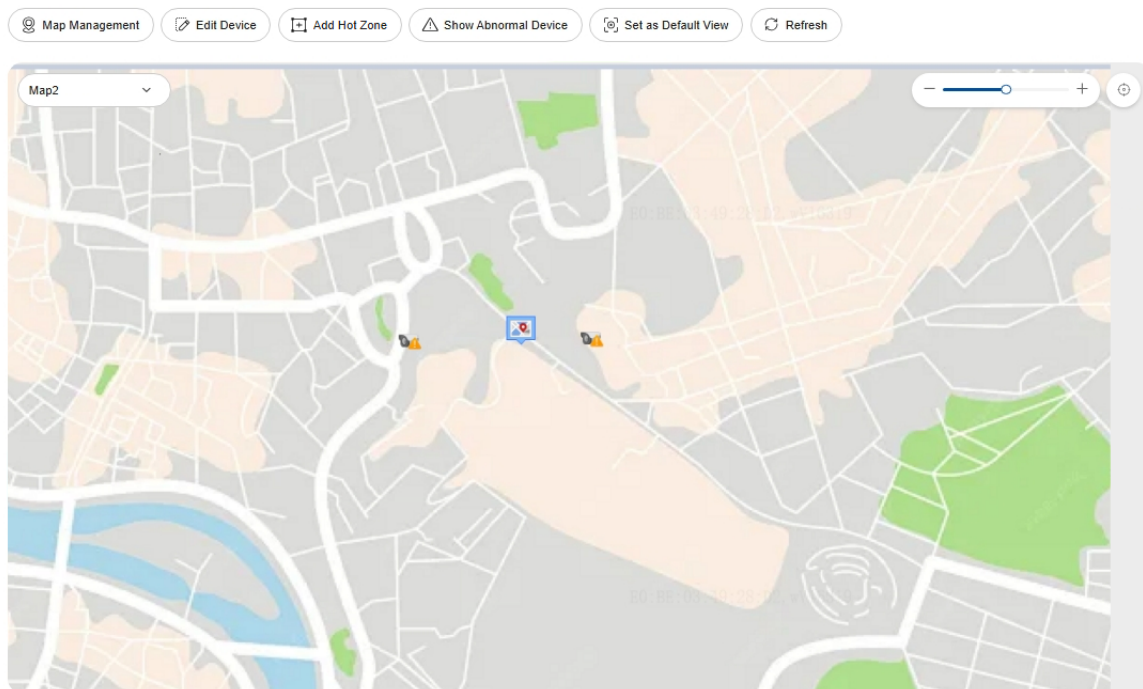 Map Management
Edit Device
Add Hot Zone
Show Abnormal Device
Set as Default View
Refresh
Map2